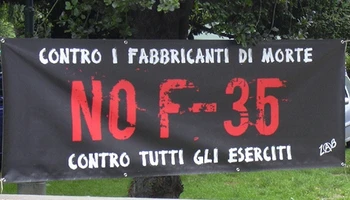 CONTRO I FABBRICANTI DI MORTE
NO F-35
CONTRO TUTTI GLI ESERCITI